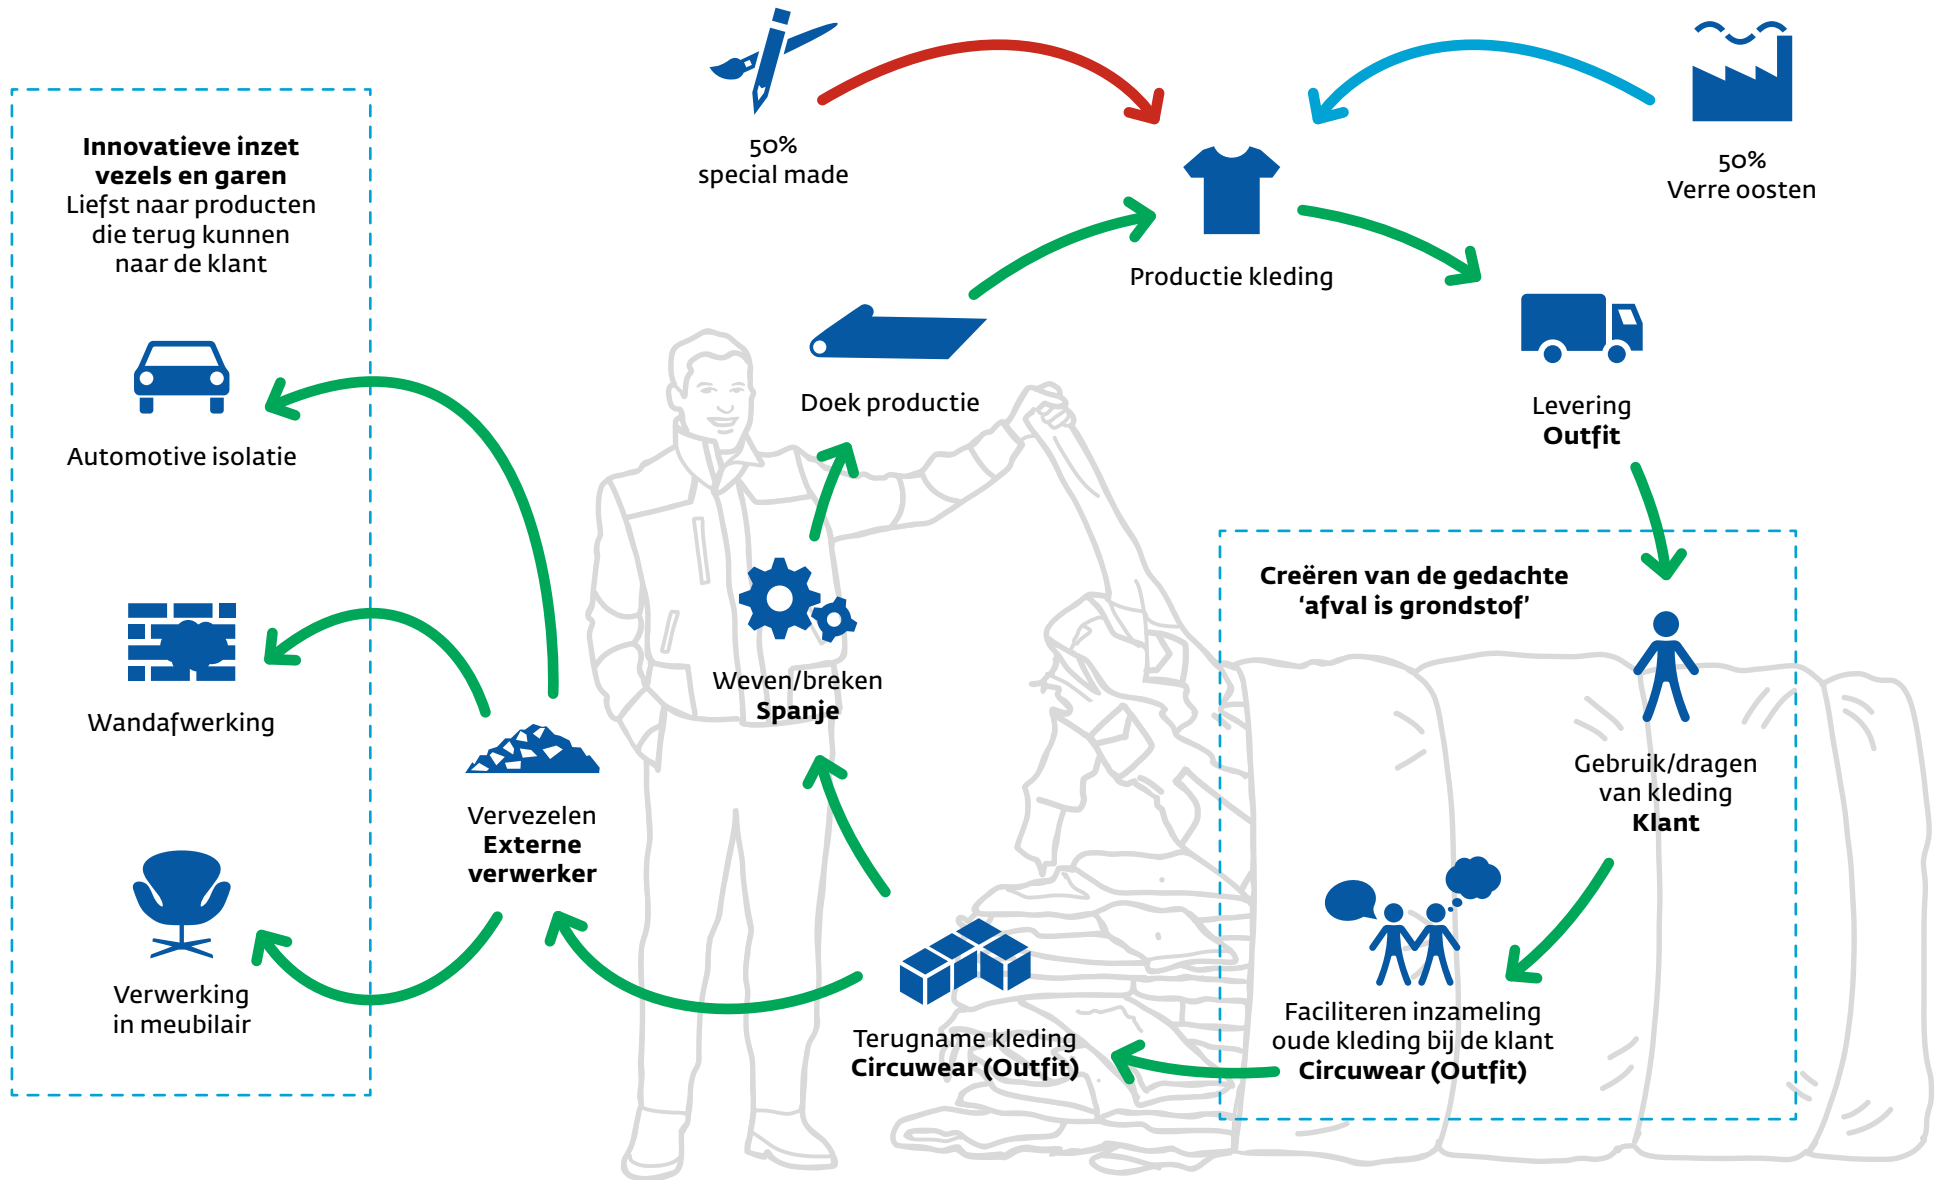 50%
special made
50%
Verre oosten
Innovatieve inzet
vezels en garen
Liefst naar producten
die terug kunnen
naar de klant
Productie kleding
Doek productie
Levering
Outfit
Automotive isolatie
Creëren van de gedachte
‘afval is grondstof’
Weven/breken
Spanje
Wandafwerking
Gebruik/dragen
van kleding
Klant
Vervezelen
Externe
verwerker
Verwerking
in meubilair
Terugname kleding
Circuwear (Outfit)
Faciliteren inzameling
oude kleding bij de klant
Circuwear (Outfit)